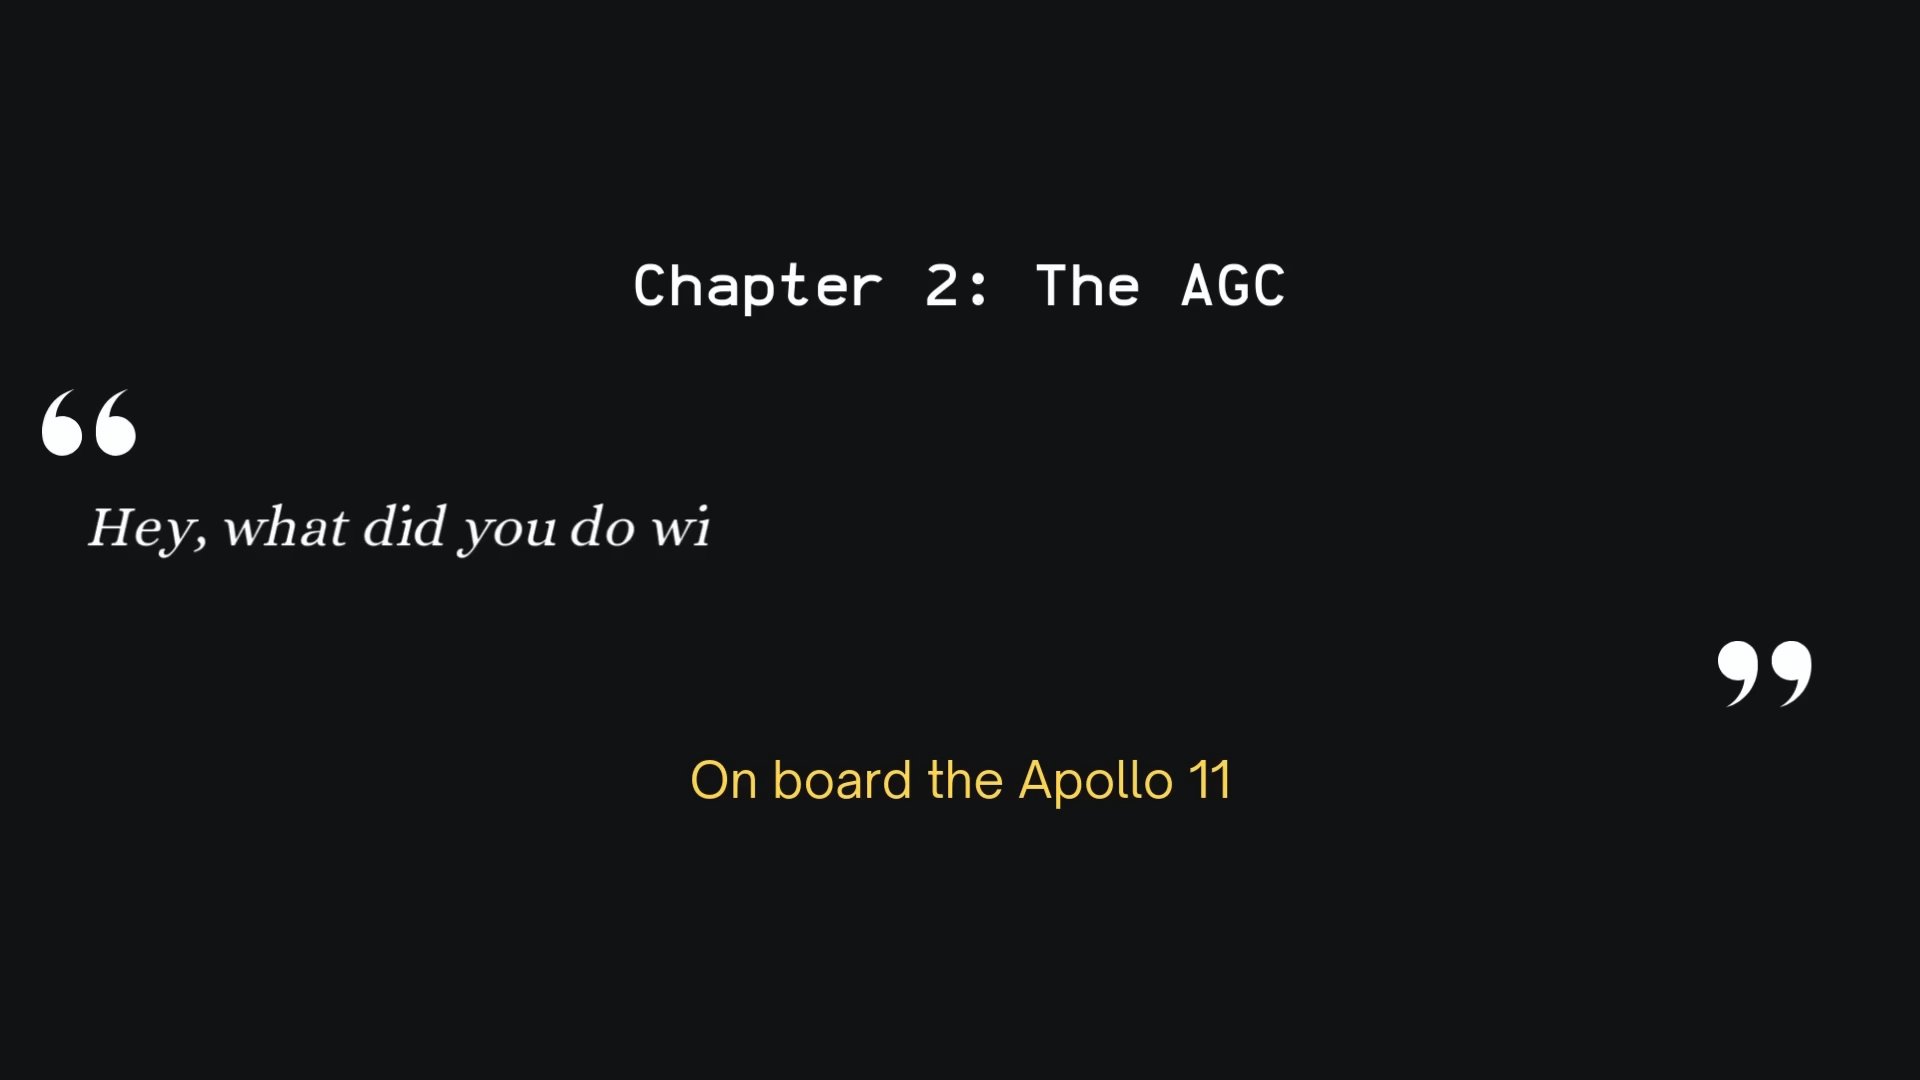 Chapter 2: The AGC
“
Hey, what did you do wi
”
On board the Apollo 11